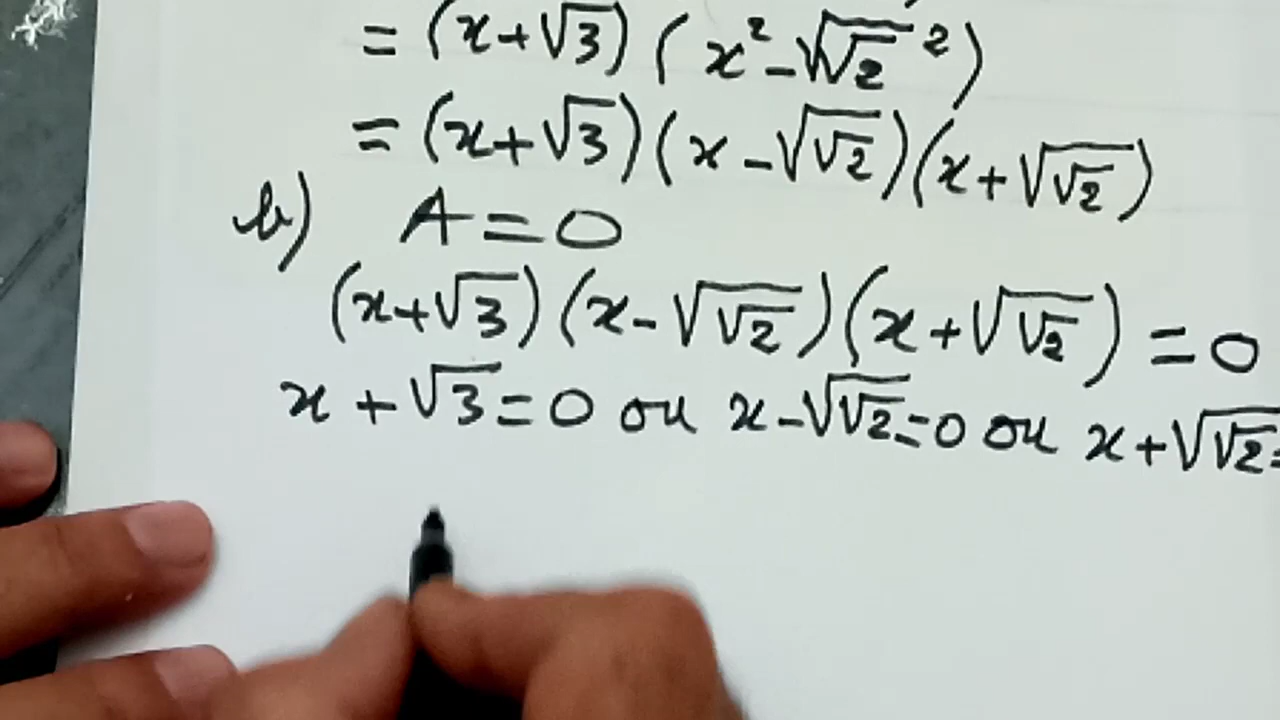 = (x+√3) (x² - √√2 ²)
= (x+√3)(x - √√2)(x + √√2)
b) A = 0
(x+√3)(x - √√2)(x + √√2) = 0
x + √3 = 0 ou x - √√2 = 0 ou x + √√2 =